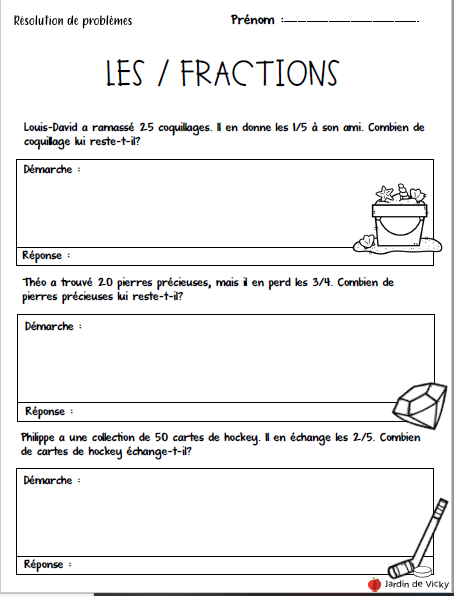 Résolution de problèmes
Prénom :
LES / FRACTIONS
Louis-David a ramassé 25 coquillages. Il en donne les 1/5 à son ami. Combien de
coquillage lui reste-t-il?
Démarche :
Réponse :
Théo a trouvé 20 pierres précieuses, mais il en perd les 3/4. Combien de
pierres précieuses lui reste-t-il?
Démarche :
Réponse :
Philippe a une collection de 50 cartes de hockey. Il en échange les 2/5. Combien
de cartes de hockey échange-t-il?
Démarche :
Réponse :
Jardin de Vicky